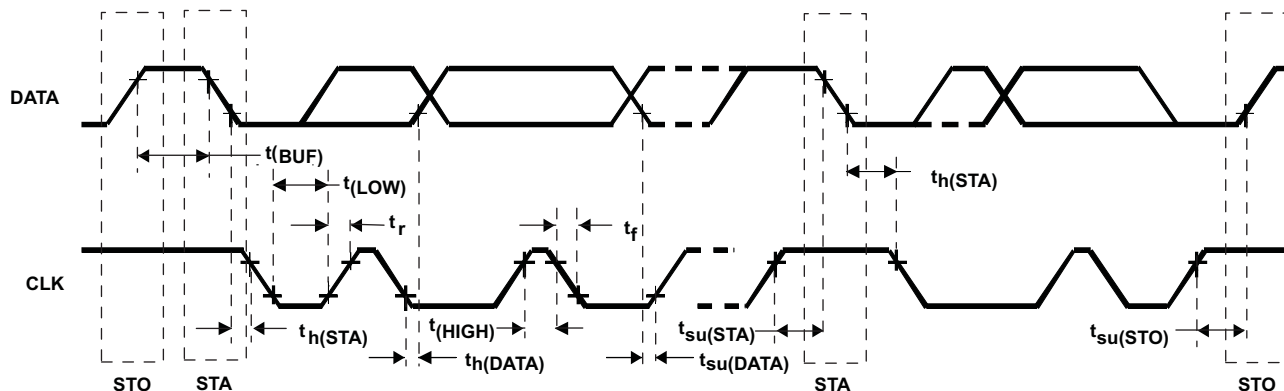 DATA
t(BUF)
t(LOW)
th(STA)
tr
tf
CLK
th(STA)
t(HIGH)
tsu(STA)
tsu(STO)
th(DATA)
tsu(DATA)
STO
STA
STA
STO